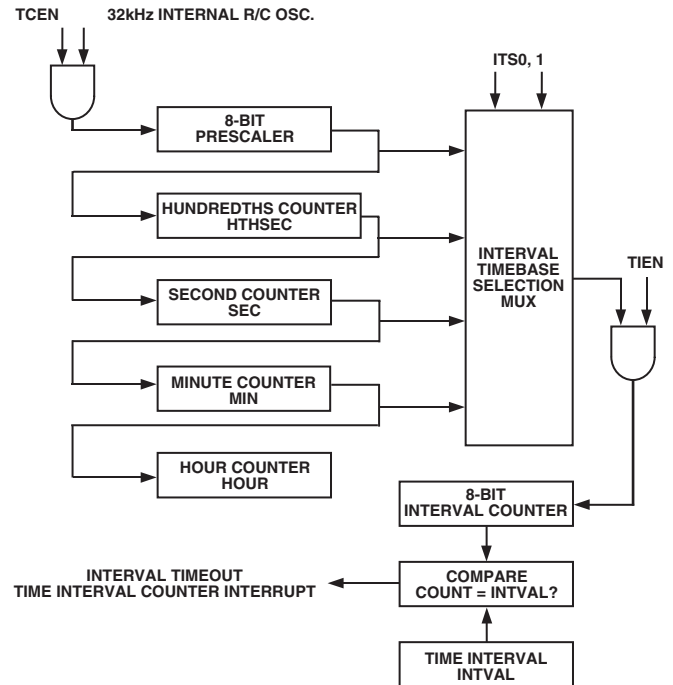 TCEN 32kHz INTERNAL R/C OSC.
ITS0, 1
8-BIT
PRESCALER
HUNDREDTHS COUNTER
HTHSEC
INTERVAL
TIMEBASE
SELECTION
MUX
TIEN
SECOND COUNTER
SEC
MINUTE COUNTER
MIN
HOUR COUNTER
HOUR
8-BIT
INTERVAL COUNTER
INTERVAL TIMEOUT
TIME INTERVAL COUNTER INTERRUPT
COMPARE
COUNT = INTVAL?
TIME INTERVAL
INTVAL